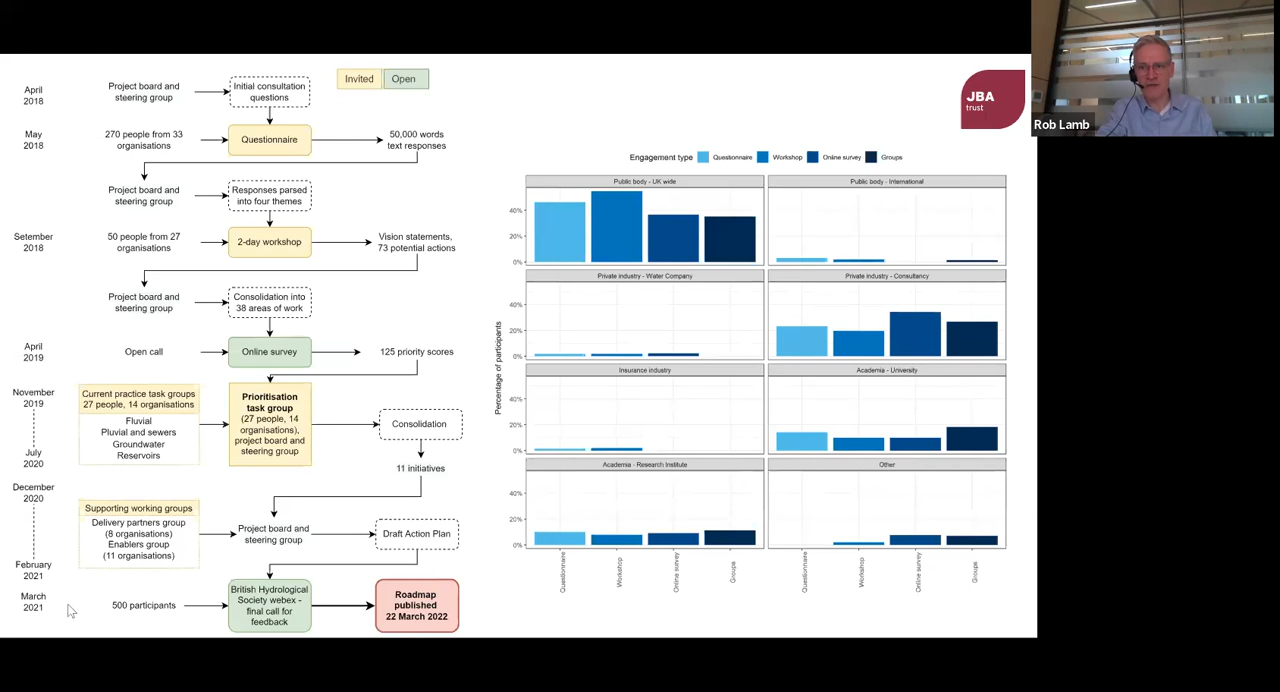 Invited
Open
April
2018
Project board and
steering group
Initial consultation
questions
May
2018
270 people from 33
organisations
Questionnaire
50,000 words
text responses
Project board and
steering group
Responses parsed
into four themes
Setember
2018
50 people from 27
organisations
2-day workshop
Vision statements,
73 potential actions
Project board and
steering group
Consolidation into
38 areas of work
April
2019
Open call
Online survey
125 priority scores
November
2019
July
2020
Current practice task groups
27 people, 14 organisations
Fluvial
Pluvial and sewers
Groundwater
Reservoirs
Prioritisation
task group
(27 people, 14
organisations),
project board and
steering group
Consolidation
11 initiatives
December
2020
February
2021
Supporting working groups
Delivery partners group
(8 organisations)
Enablers group
(11 organisations)
Project board and
steering group
Draft Action Plan
March
2021
500 participants
British Hydrological
Society webex -
final call for
feedback
Roadmap
published
22 March 2022
JBA
trust
Rob Lamb
Engagement type
Questionnaire
Workshop
Online survey
Groups
Percentage of participants
Public body - UK wide
Public body - International
40%
20%
0%
Private industry - Water Company
Private industry - Consultancy
40%
20%
0%
Insurance industry
Academia - University
40%
20%
0%
Academia - Research Institute
Other
40%
20%
0%
Questionnaire
Workshop
Online survey
Groups
Questionnaire
Workshop
Online survey
Groups